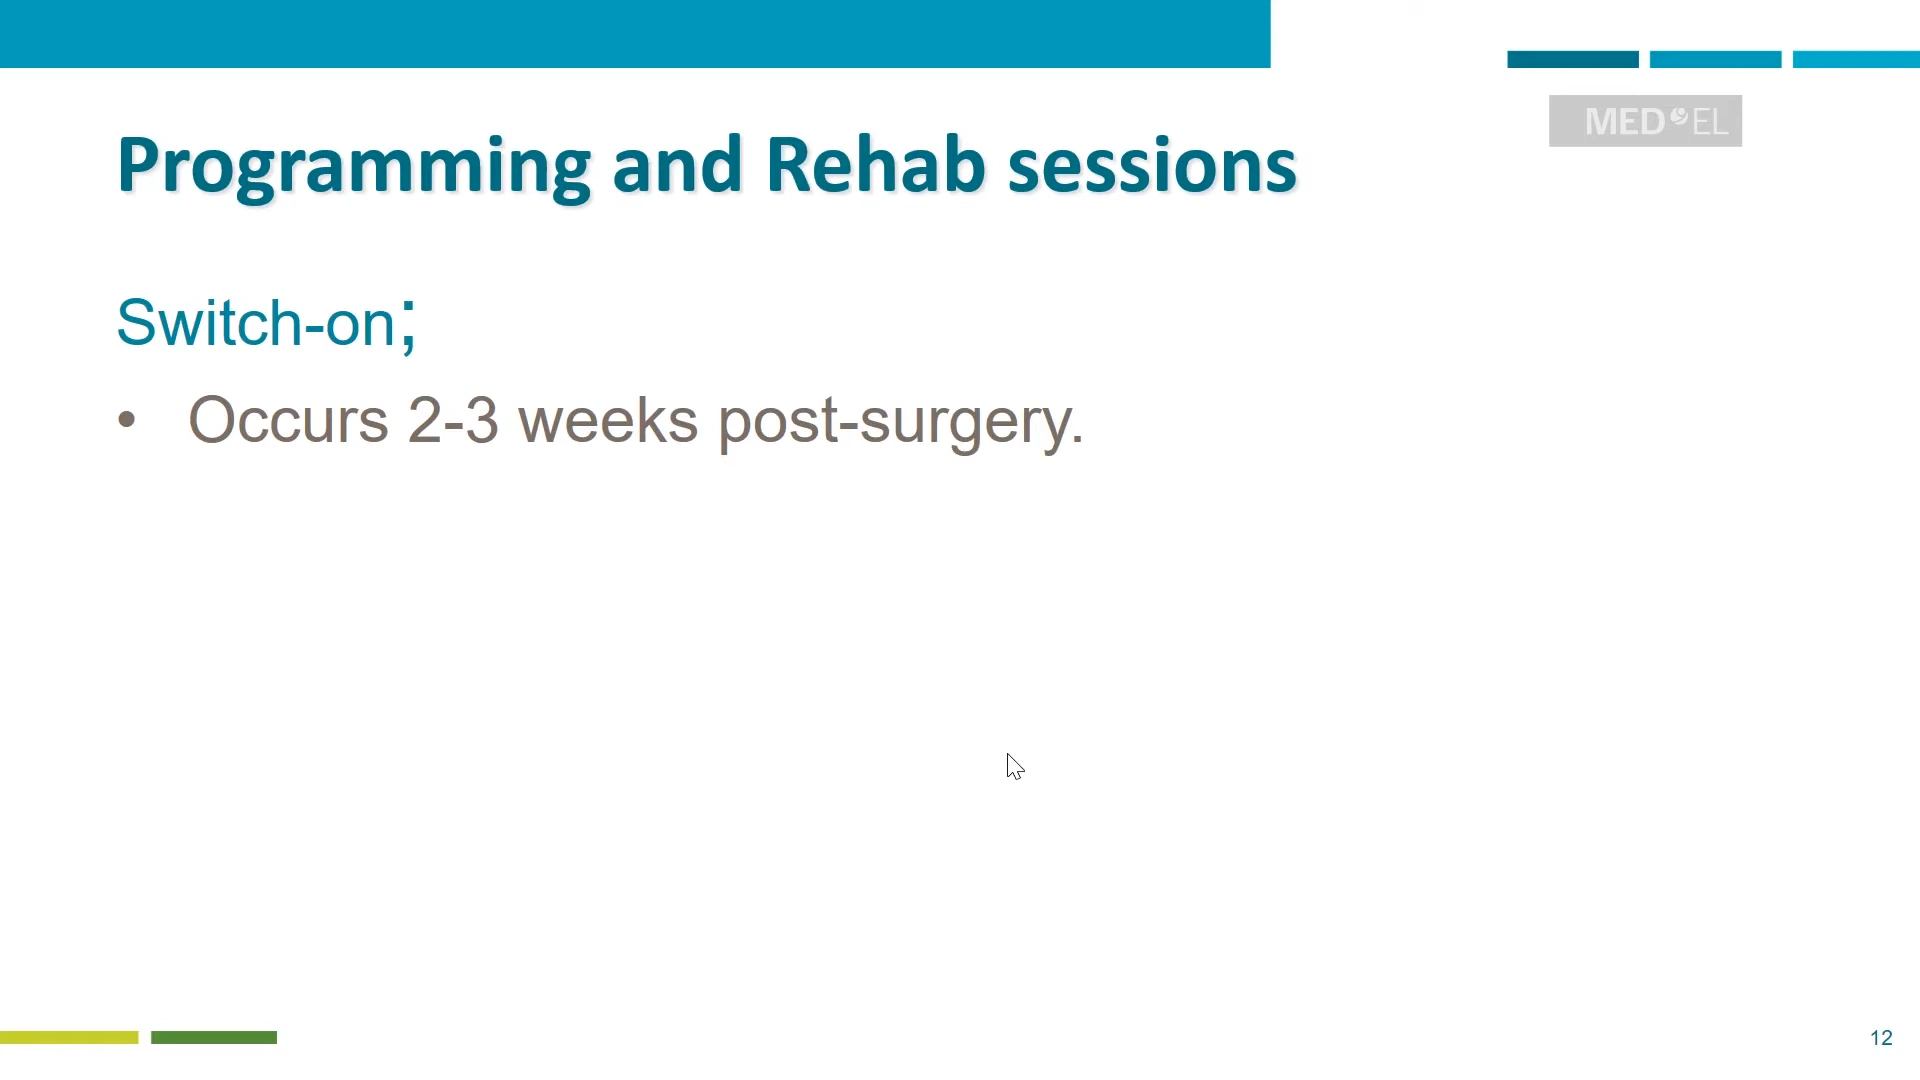 MED EL
Programming and Rehab sessions
Switch-on;
• Occurs 2-3 weeks post-surgery.
12